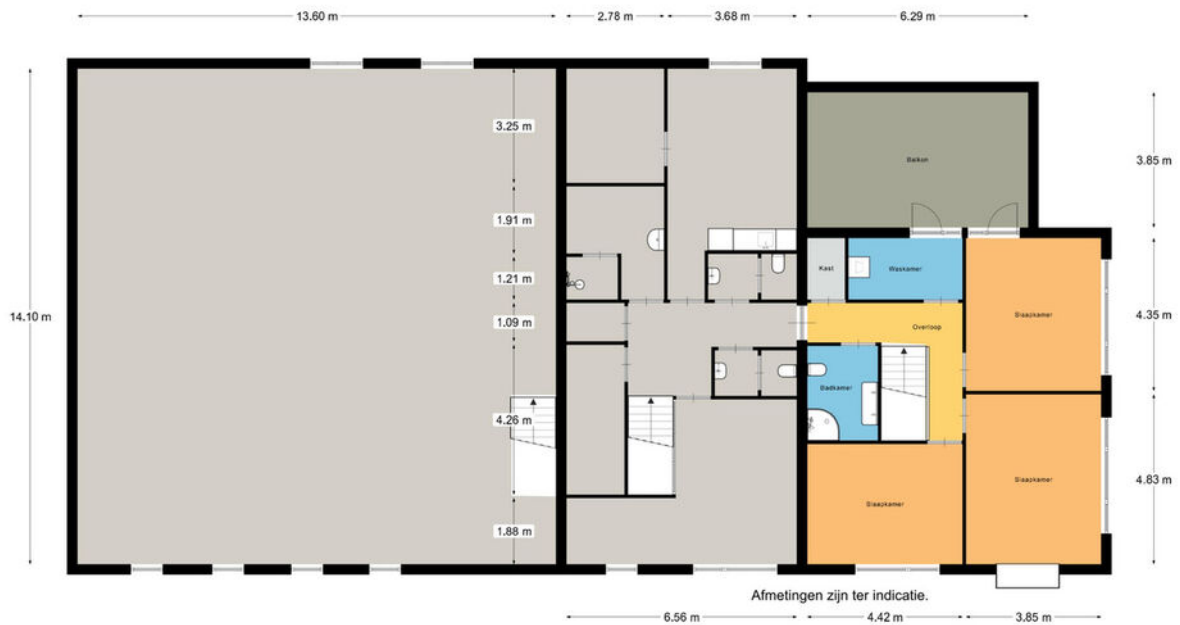 13.60 m
2.78 m
3.68 m
6.29 m
3.25 m
3.85 m
Balkon
1.91 m
1.21 m
Kast
Waskamer
14.10 m
1.09 m
Overloop
Slaapkamer
4.35 m
Badkamer
4.26 m
4.83 m
Slaapkamer
Slaapkamer
1.88 m
Afmetingen zijn ter indicatie.
6.56 m
4.42 m
3.85 m